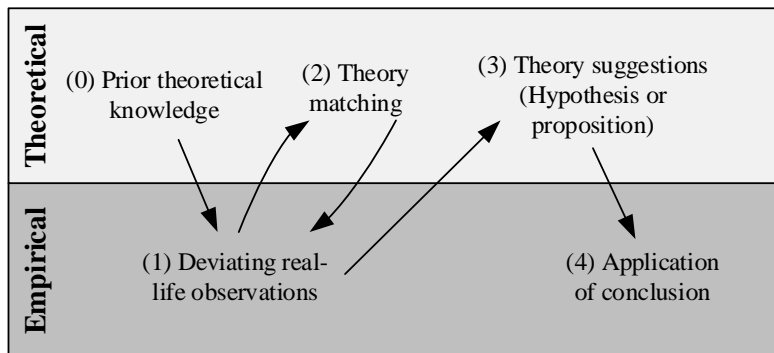 Theoretical
(0) Prior theoretical
knowledge
(2) Theory
matching
(3) Theory suggestions
(Hypothesis or
proposition)
Empirical
(1) Deviating real-
life observations
(4) Application
of conclusion